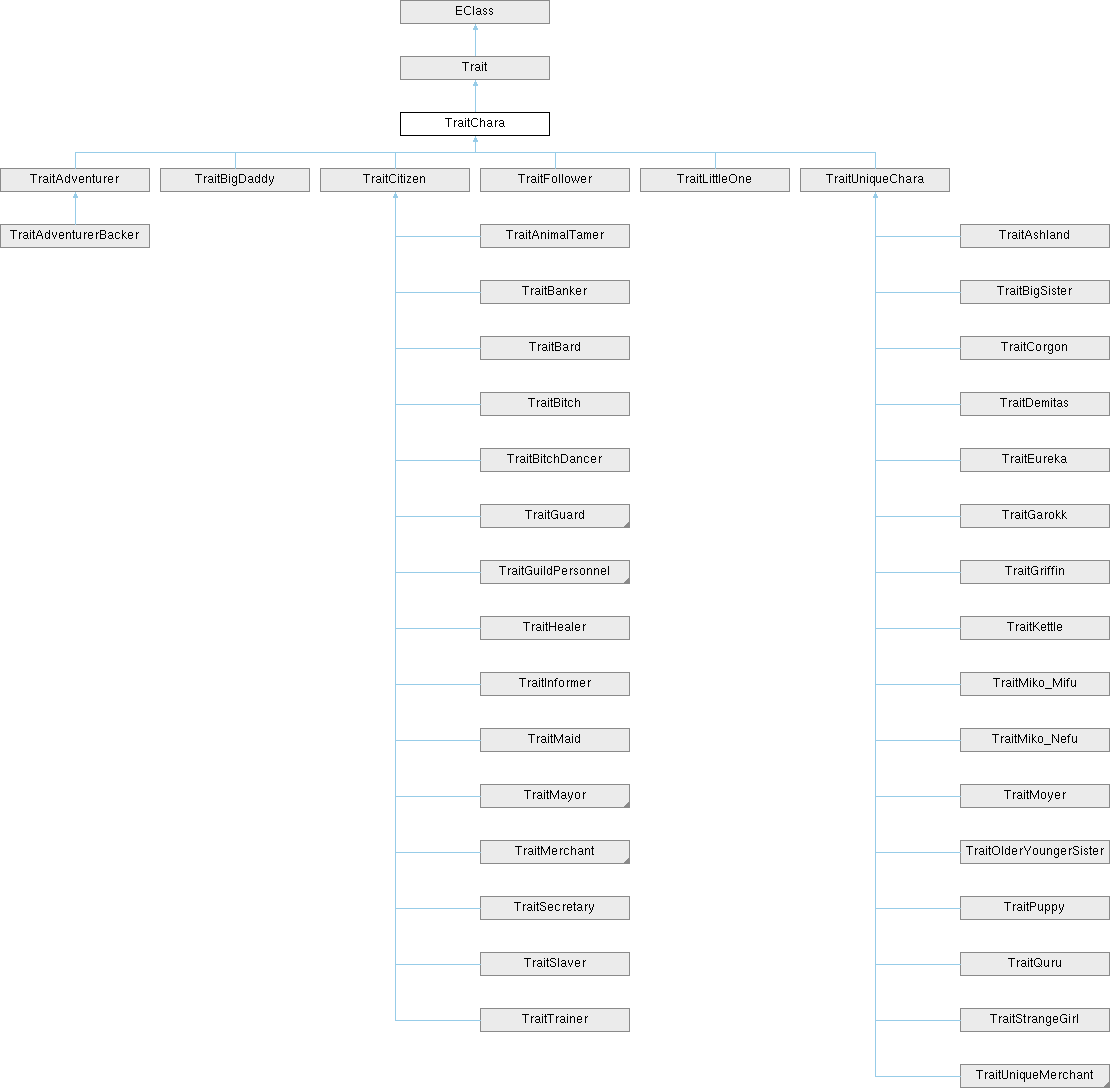 EClass
Trait
TraitChara
TraitAdventurer
TraitBigDaddy
TraitCitizen
TraitFollower
TraitLittleOne
TraitUniqueChara
TraitAdventurerBacker
TraitAnimalTamer
TraitAshland
TraitBanker
TraitBigSister
TraitBard
TraitCorgon
TraitBitch
TraitDemitas
TraitBitchDancer
TraitEureka
TraitGuard
TraitGarokk
TraitGuildPersonnel
TraitGriffin
TraitHealer
TraitKettle
TraitInformer
TraitMiko_Mifu
TraitMaid
TraitMiko_Nefu
TraitMayor
TraitMoyer
TraitMerchant
TraitOlderYoungerSister
TraitSecretary
TraitPuppy
TraitSlaver
TraitQuru
TraitTrainer
TraitStrangeGirl
TraitUniqueMerchant